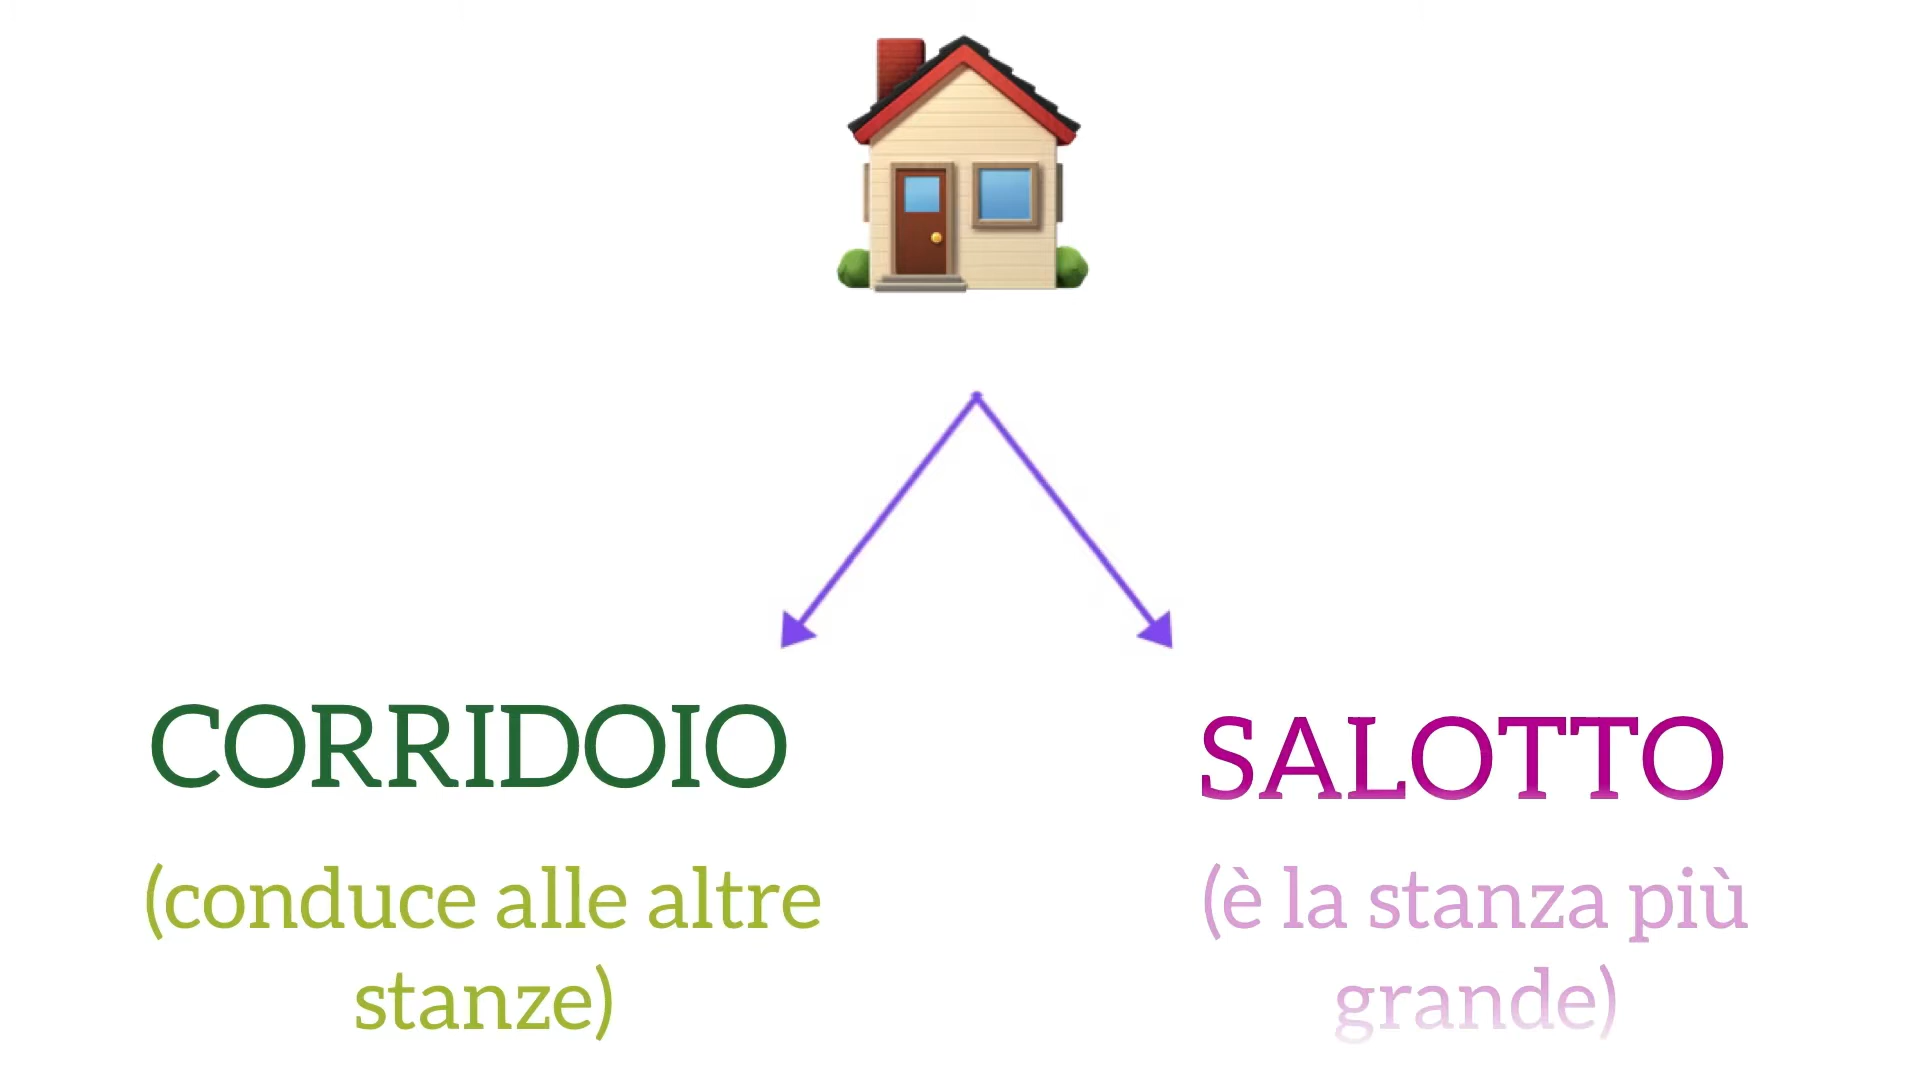 CORRIDOIO
(conduce alle altre
stanze)
SALOTTO
(è la stanza più
grande)